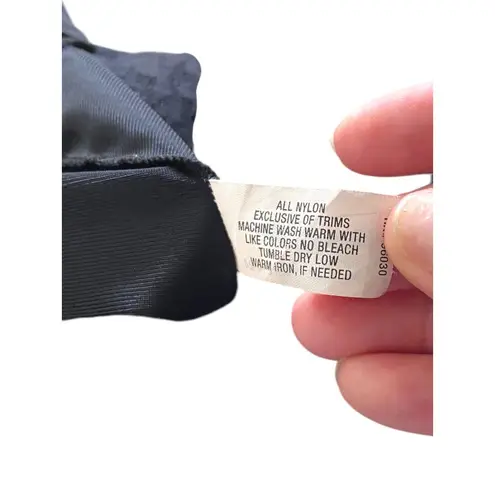 ALL NYLON
EXCLUSIVE OF TRIMS
MACHINE WASH WARM WITH
LIKE COLORS NO BLEACH
TUMBLE DRY LOW
WARM IRON, IF NEEDED